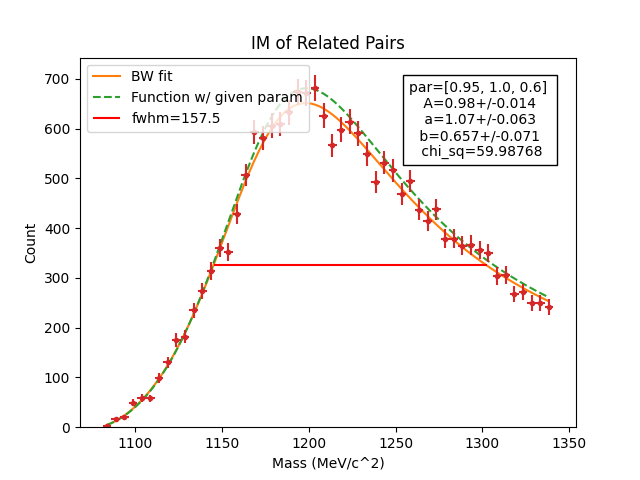 IM of Related Pairs
BW fit
Function w/ given param
fwhm=157.5
par=[0.95, 1.0, 0.6]
A=0.98+/-0.014
a=1.07+/-0.063
b=0.657+/-0.071
chi_sq=59.98768
Count
700
600
500
400
300
200
100
0
1100 1150 1200 1250 1300 1350
Mass (MeV/c^2)